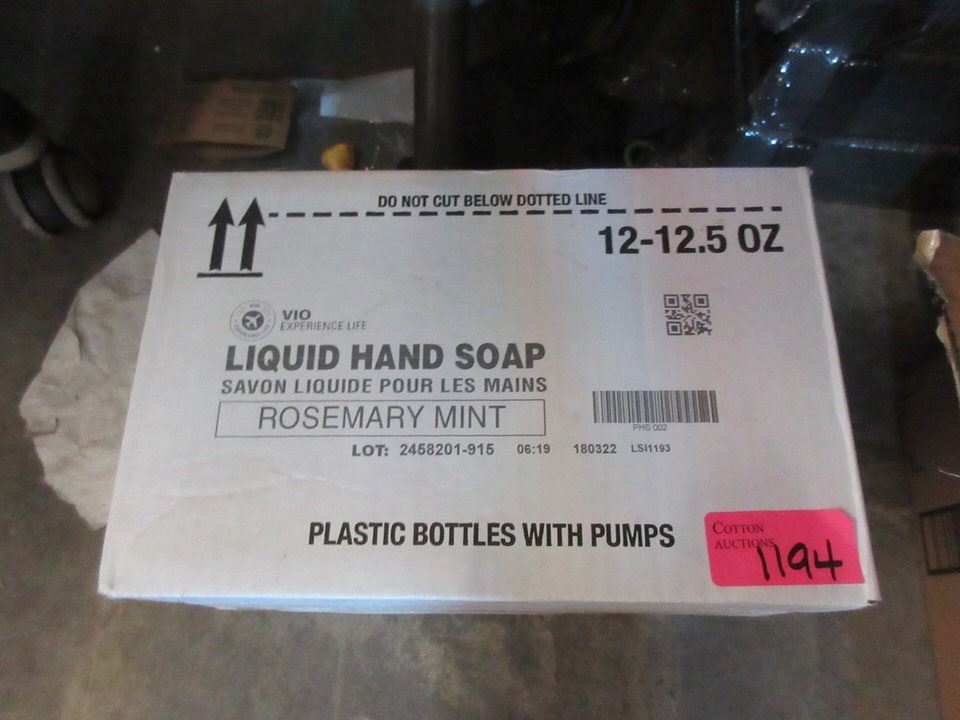 DO NOT CUT BELOW DOTTED LINE
12-12.5 OZ
VIO
EXPERIENCE LIFE
LIQUID HAND SOAP
SAVON LIQUIDE POUR LES MAINS
ROSEMARY MINT
PHS 002
LOT: 2458201-915 06:19 180322 LSI1193
PLASTIC BOTTLES WITH PUMPS
COTTON
AUCTIONS
1194